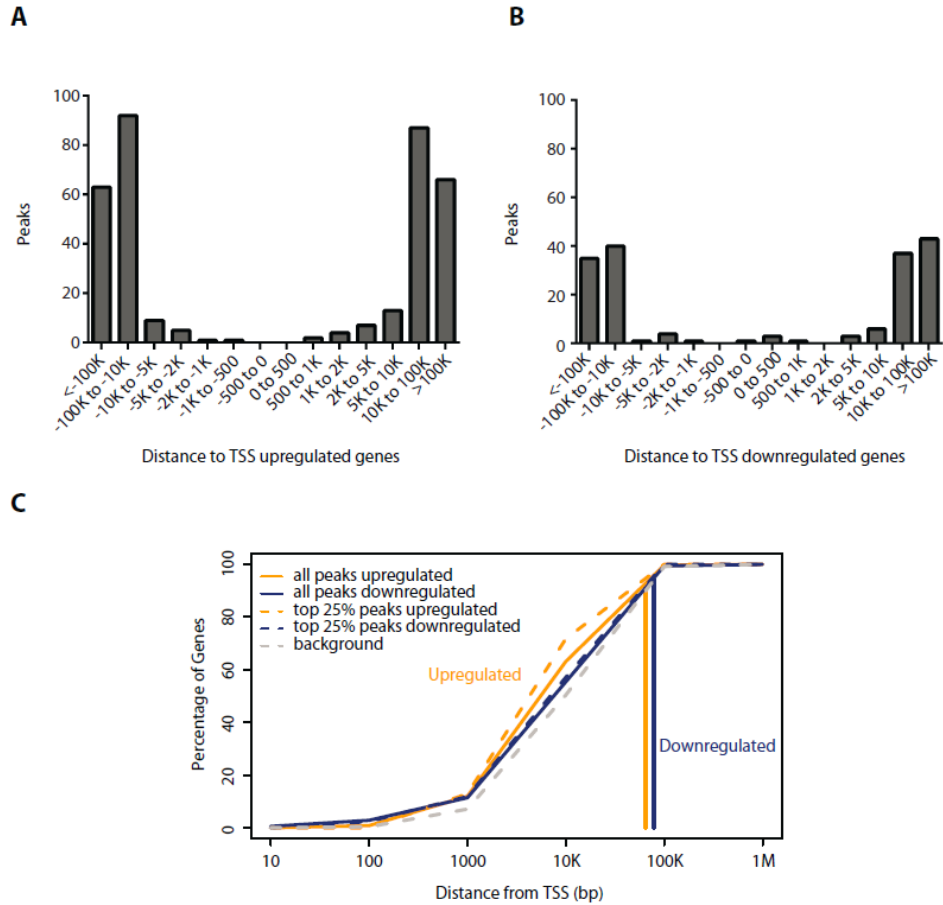 A
100
80
60
40
20
0
Peaks
<-100K
-100K to -10K
-10K to -5K
-5K to -2K
-2K to -1K
-1K to -500
-500 to 0
0 to 500
500 to 1K
1K to 2K
2K to 5K
5K to 10K
10K to 100K
>100K
Distance to TSS upregulated genes
B
100
80
60
40
20
0
Peaks
<-100K
-100K to -10K
-10K to -5K
-5K to -2K
-2K to -1K
-1K to -500
-500 to 0
0 to 500
500 to 1K
1K to 2K
2K to 5K
5K to 10K
10K to 100K
>100K
Distance to TSS downregulated genes
C
100
80
60
40
20
0
Percentage of Genes
all peaks upregulated
all peaks downregulated
top 25% peaks upregulated
top 25% peaks downregulated
background
Upregulated
Downregulated
10
100
1000
10K
100K
1M
Distance from TSS (bp)